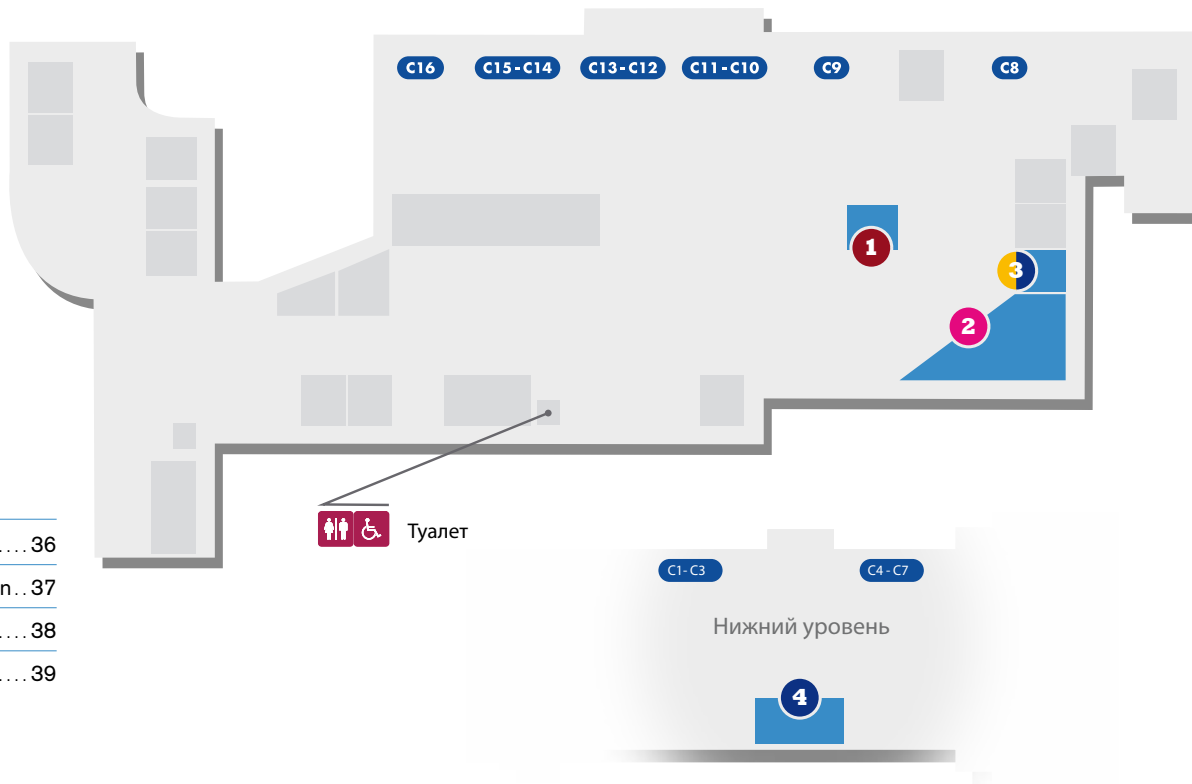 C16 C15-C14 C13-C12 C11-C10 C9 C8
1
3
2
Туалет
....36
n..37
....38
....39
C1-C3 C4-C7
Нижний уровень
4